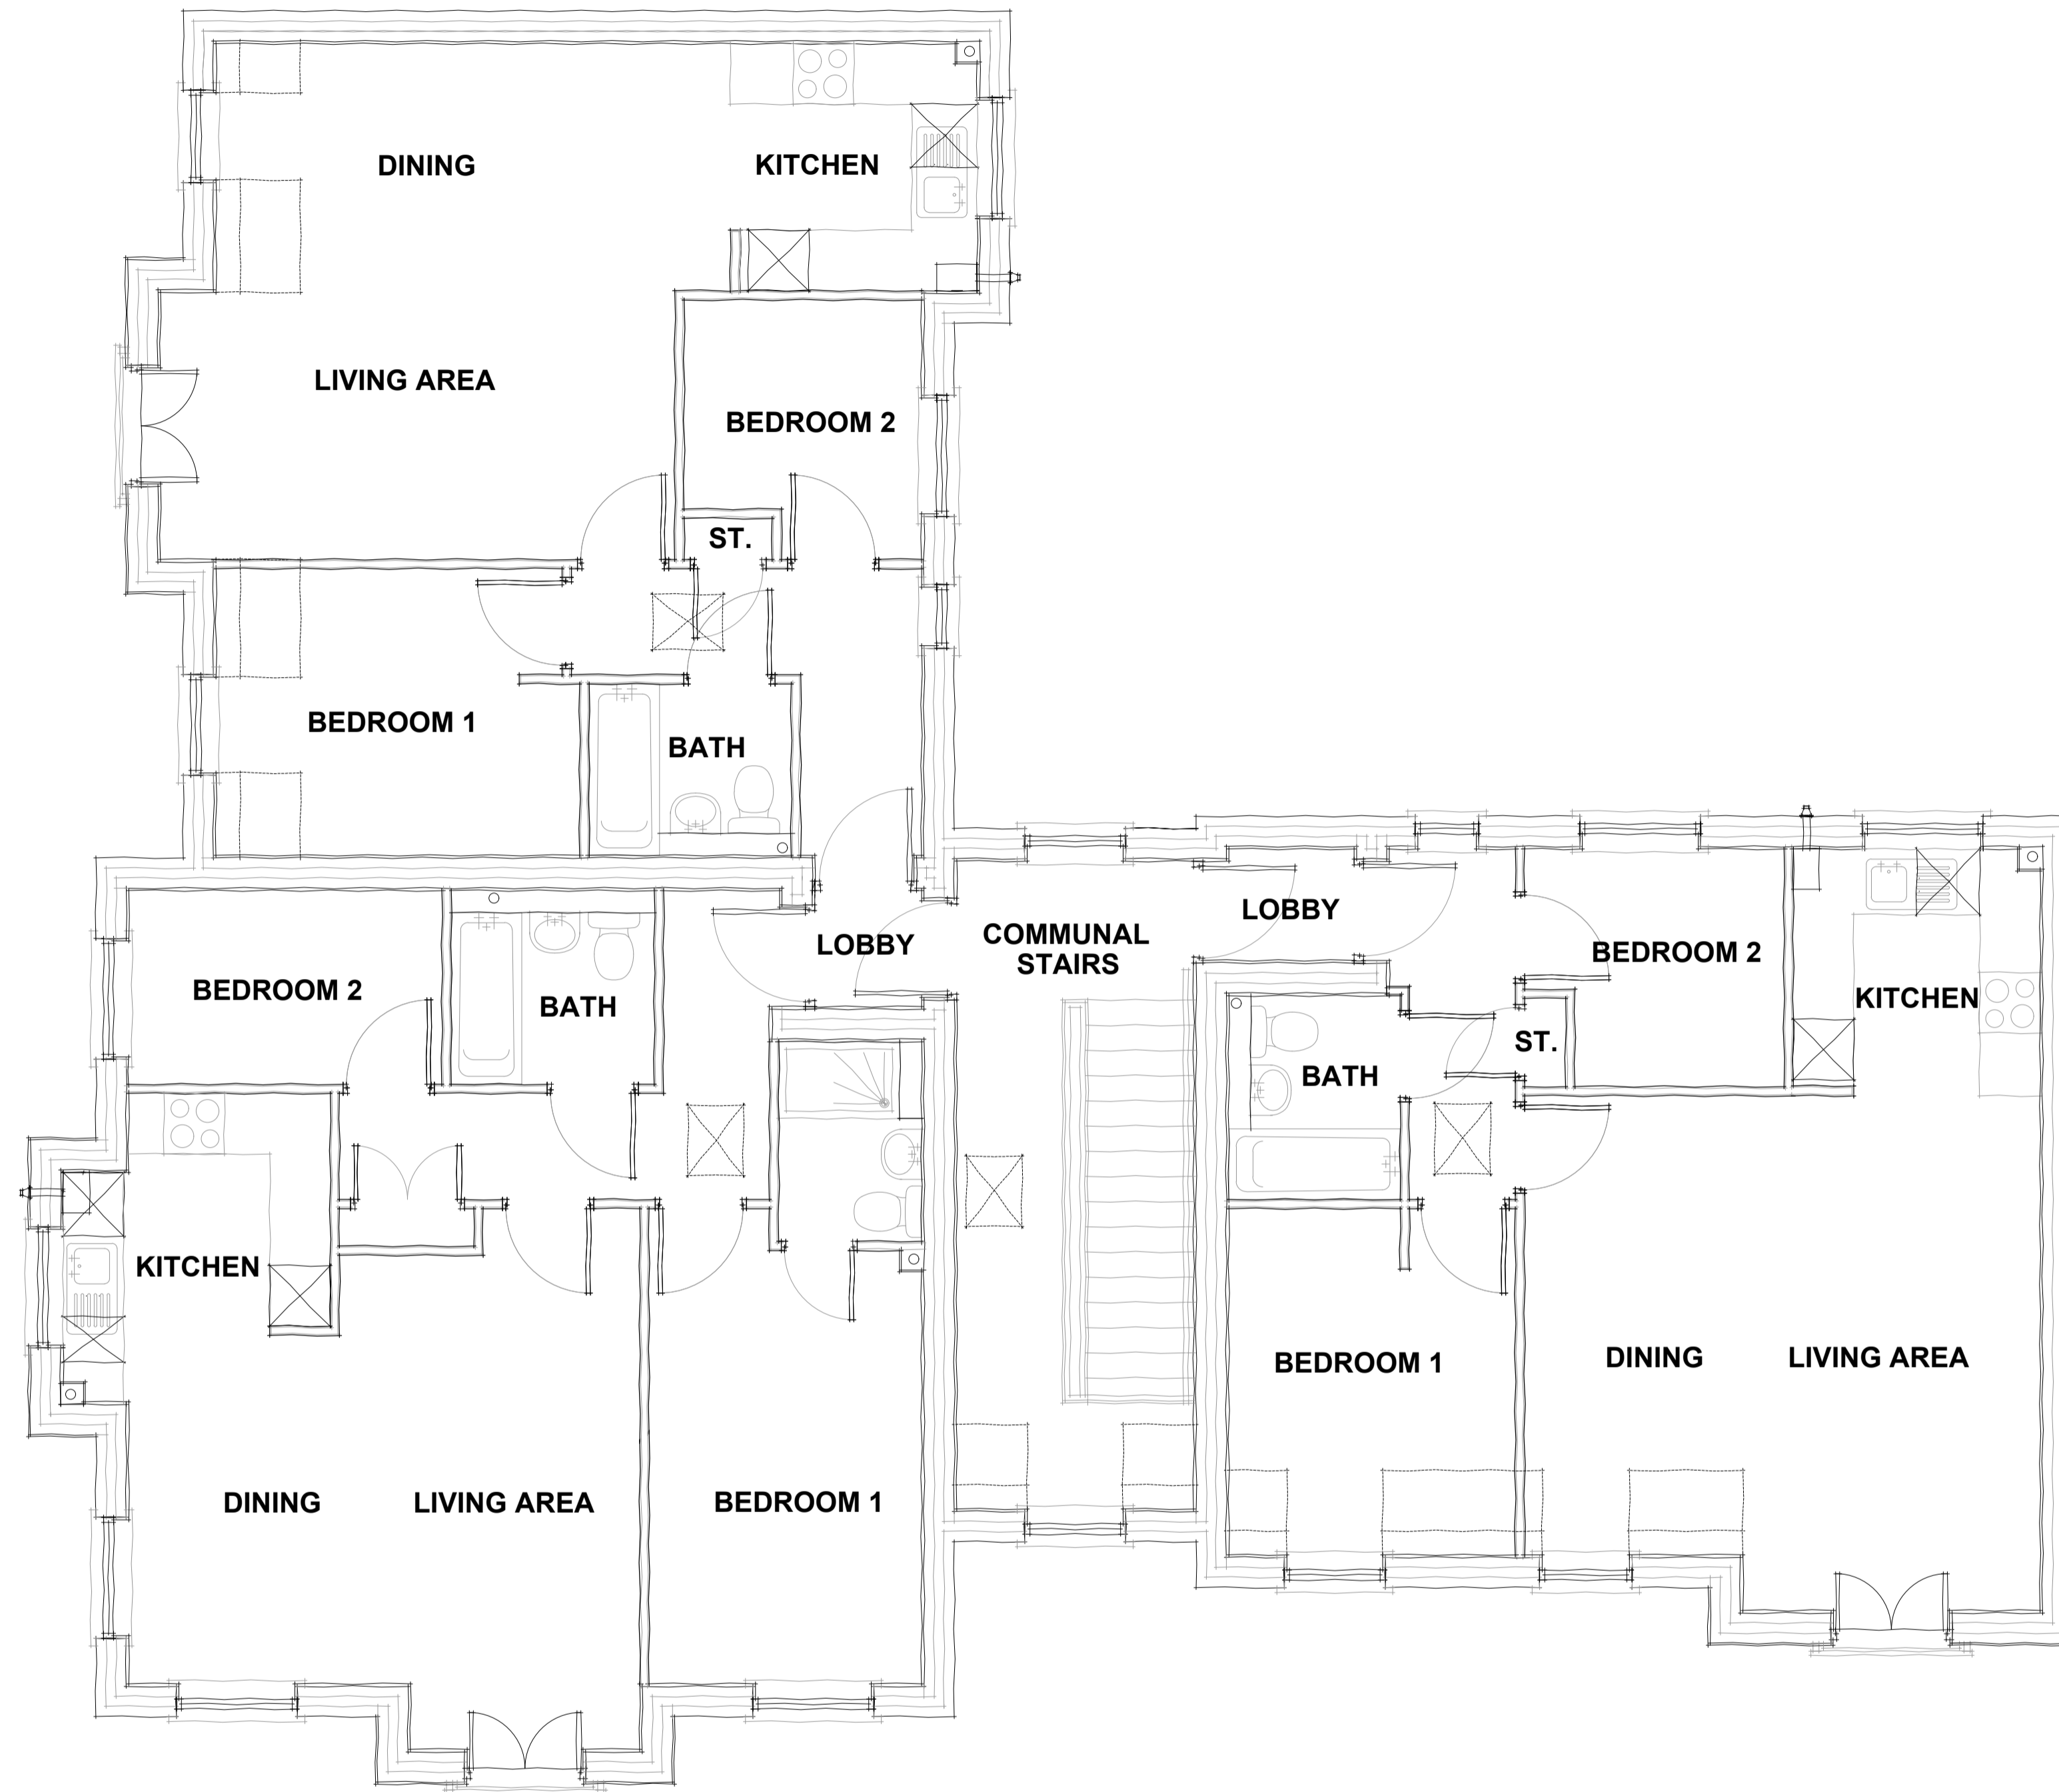 DINING
KITCHEN
LIVING AREA
BEDROOM 2
ST.
BEDROOM 1
BATH
LOBBY
COMMUNAL
STAIRS
LOBBY
BEDROOM 2
KITCHEN
BEDROOM 2
BATH
ST.
BATH
KITCHEN
BEDROOM 1
DINING
LIVING AREA
DINING
LIVING AREA
BEDROOM 1